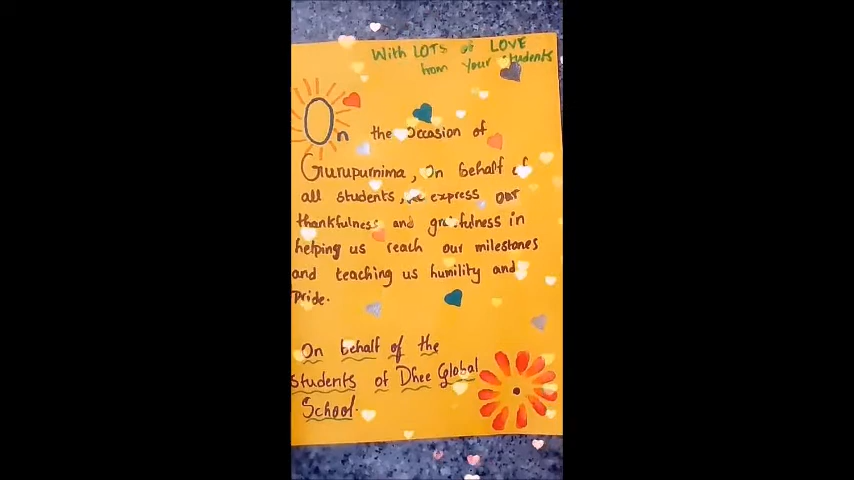 With LOTS of LOVE
from your students
On the occasion of
Gurupurnima, On behalf of
all students, we express our
thankfulness and gratefulness in
helping us reach our milestones
and teaching us humility and
Pride.
On behalf of the
students of Dhee Global
School.